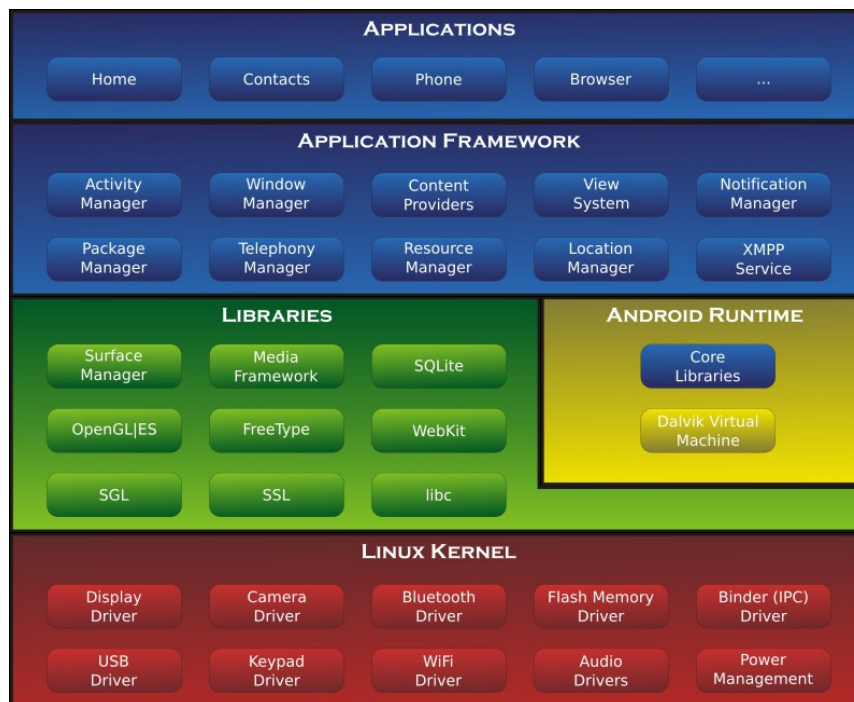 APPLICATIONS
Home
Contacts
Phone
Browser
...
APPLICATION FRAMEWORK
Activity
Manager
Window
Manager
Content
Providers
View
System
Notification
Manager
Package
Manager
Telephony
Manager
Resource
Manager
Location
Manager
XMPP
Service
LIBRARIES
Surface
Manager
Media
Framework
SQLite
OpenGL|ES
FreeType
WebKit
SGL
SSL
libc
ANDROID RUNTIME
Core
Libraries
Dalvik Virtual
Machine
LINUX KERNEL
Display
Driver
Camera
Driver
Bluetooth
Driver
Flash Memory
Driver
Binder (IPC)
Driver
USB
Driver
Keypad
Driver
WiFi
Driver
Audio
Drivers
Power
Management